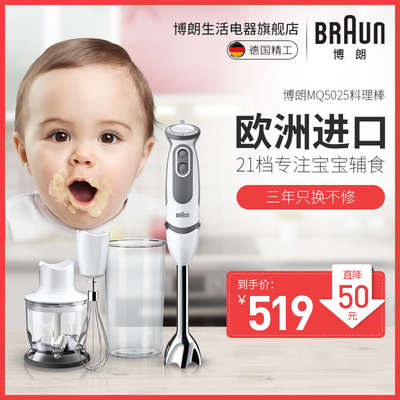 博朗生活电器旗舰店
德国精工
BRAUN
博朗
博朗MQ5025料理棒
欧洲进口
21档专注宝宝辅食
三年只换不修
BRAUN
到手价:
¥519
直降
50元